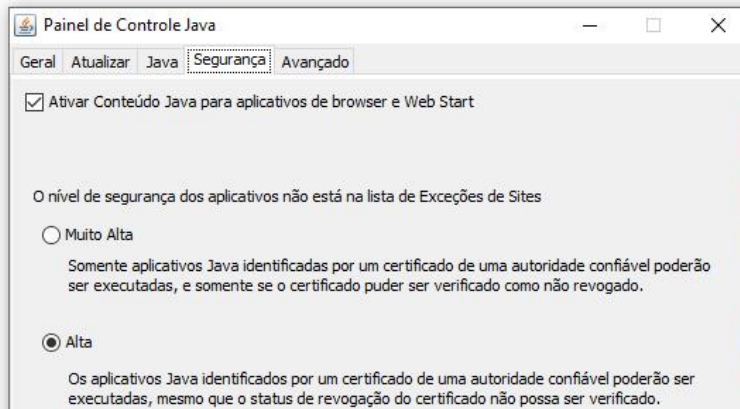 Painel de Controle Java
Geral Atualizar Java Segurança Avançado
Ativar Conteúdo Java para aplicativos de browser e Web Start
O nível de segurança dos aplicativos não está na lista de Exceções de Sites
Muito Alta
Somente aplicativos Java identificadas por um certificado de uma autoridade confiável poderão
ser executadas, e somente se o certificado puder ser verificado como não revogado.
Alta
Os aplicativos Java identificados por um certificado de uma autoridade confiável poderão ser
executadas, mesmo que o status de revogação do certificado não possa ser verificado.